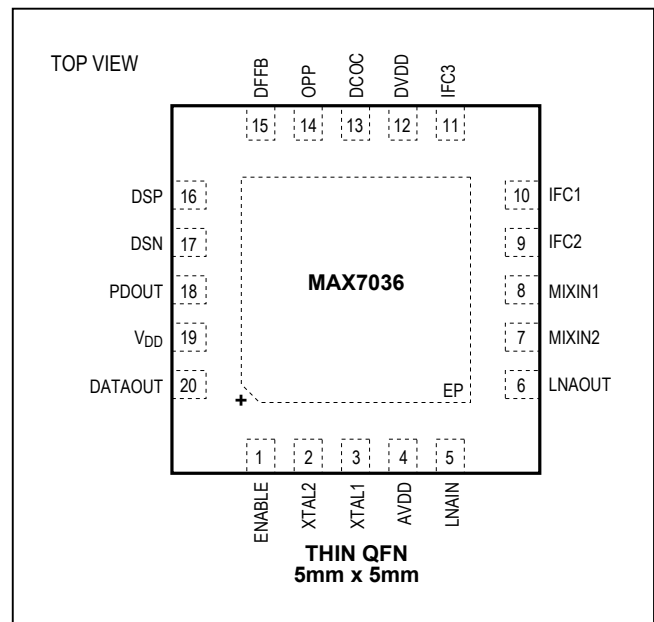 TOP VIEW
DFFB OPP DCOC DVDD IFC3
15 14 13 12 11
DSP 16
DSN 17
PDOUT 18
VDD 19
DATAOUT 20
MAX7036
10 IFC1
9 IFC2
8 MIXIN1
7 MIXIN2
6 LNAOUT
EP
+
1 2 3 4 5
ENABLE XTAL2 XTAL1 AVDD LNAIN
THIN QFN
5mm x 5mm